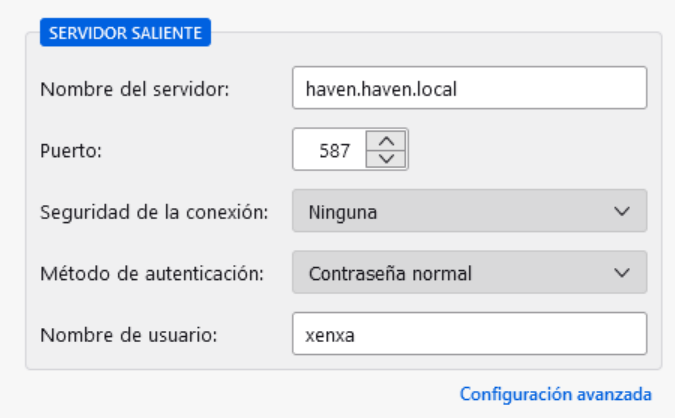 SERVIDOR SALIENTE
Nombre del servidor: haven.haven.local
Puerto: 587
Seguridad de la conexión: Ninguna
Método de autenticación: Contraseña normal
Nombre de usuario: xenxa
Configuración avanzada